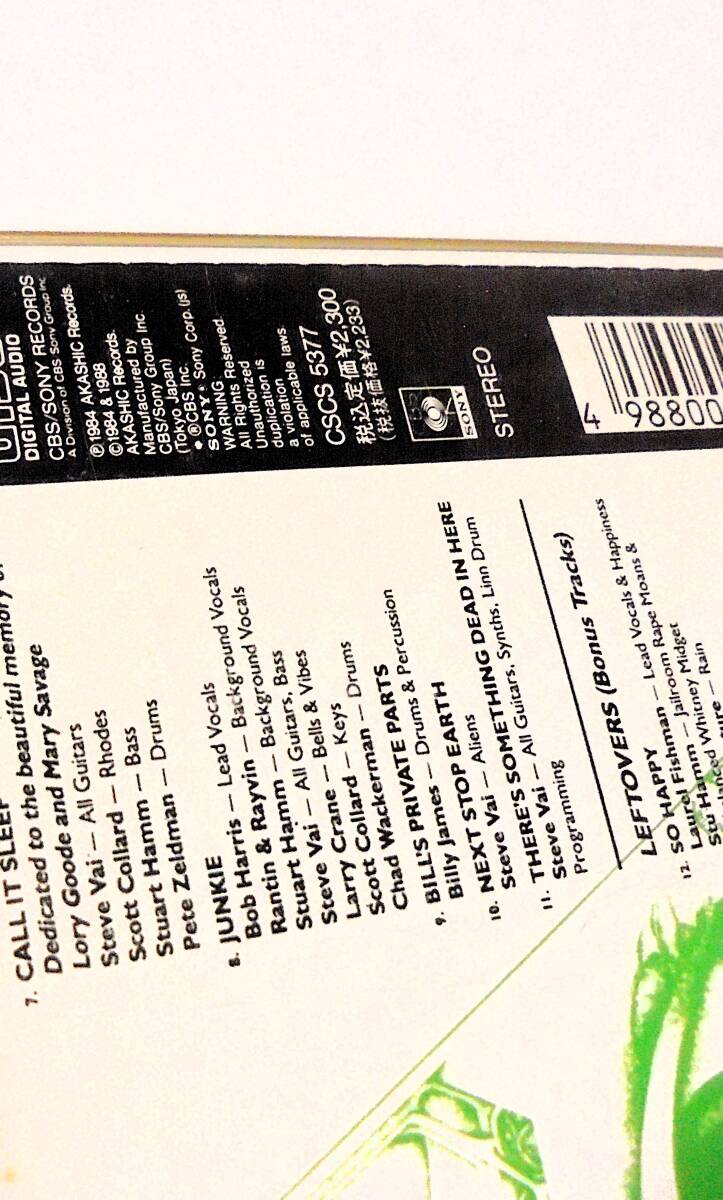 DIGITAL AUDIO
CBS/SONY RECORDS
A Division of CBS Sony Group Inc.
℗1984 AKASHIC Records.
©1984 & 1988
AKASHIC Records.
Manufactured by
CBS/Sony Group Inc.
(Tokyo Japan)
●®CBS Inc.
SONY® Sony Corp. (js)
WARNING:
All Rights Reserved.
Unauthorized is
duplication is
a violation
of applicable laws.
CSCS 5377
税込定価¥2,300
(税抜価格¥2,233)
SONY
STEREO
4 98800
7. CALL IT SLEEP
Dedicated to the beautiful memory of
Lory Goode and Mary Savage
Steve Vai — All Guitars
Scott Collard — Rhodes
Stuart Hamm — Bass
Pete Zeldman — Drums
8. JUNKIE
Bob Harris — Lead Vocals
Rantin & Rayvin — Background Vocals
Stuart Hamm — Background Vocals
Steve Vai — All Guitars, Bass
Larry Crane — Bells & Vibes
Scott Collard — Keys
Chad Wackerman — Drums
9. BILL'S PRIVATE PARTS
Billy James — Drums & Percussion
10. NEXT STOP EARTH
Steve Vai — Aliens
11. THERE'S SOMETHING DEAD IN HERE
Steve Vai — All Guitars, Synths, Linn Drum
Programming
LEFTOVERS (Bonus Tracks)
12. SO HAPPY
Laurel Fishman — Lead Vocals & Happiness
Stu Hamm — Jailroom Rape Moans &
Whitney Midget
— Rain